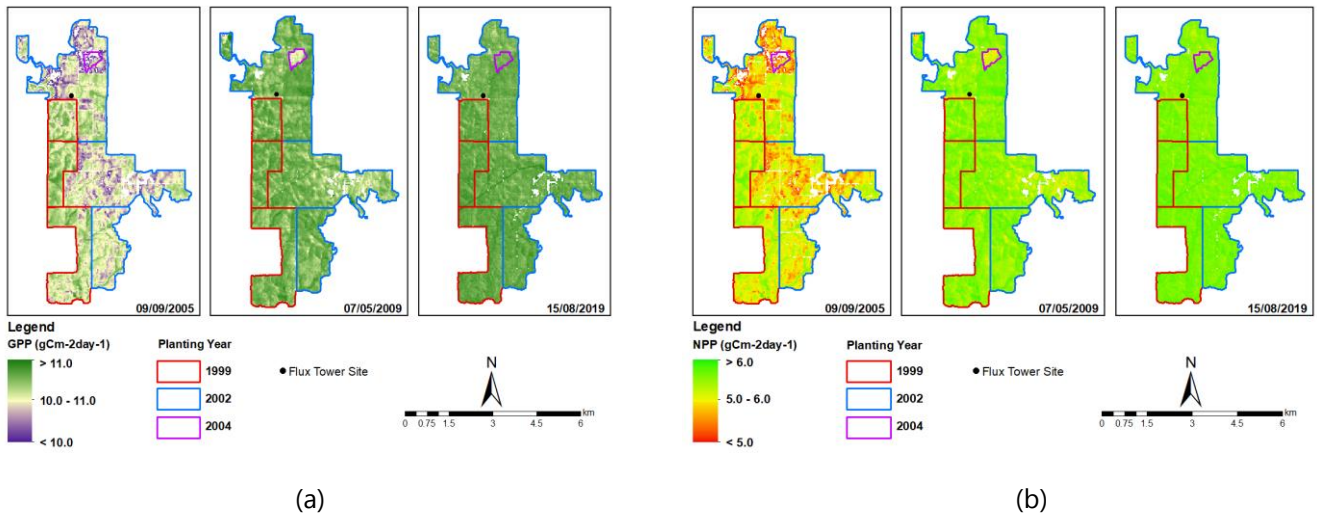 09/09/2005
07/05/2009
15/08/2019
Legend
GPP (gCm-2day-1)
> 11.0
10.0 - 11.0
< 10.0
Planting Year
1999
2002
2004
Flux Tower Site
N
km
0 0.75 1.5 3 4.5 6
(a)
09/09/2005
07/05/2009
15/08/2019
Legend
NPP (gCm-2day-1)
> 6.0
5.0 - 6.0
< 5.0
Planting Year
1999
2002
2004
Flux Tower Site
N
km
0 0.75 1.5 3 4.5 6
(b)